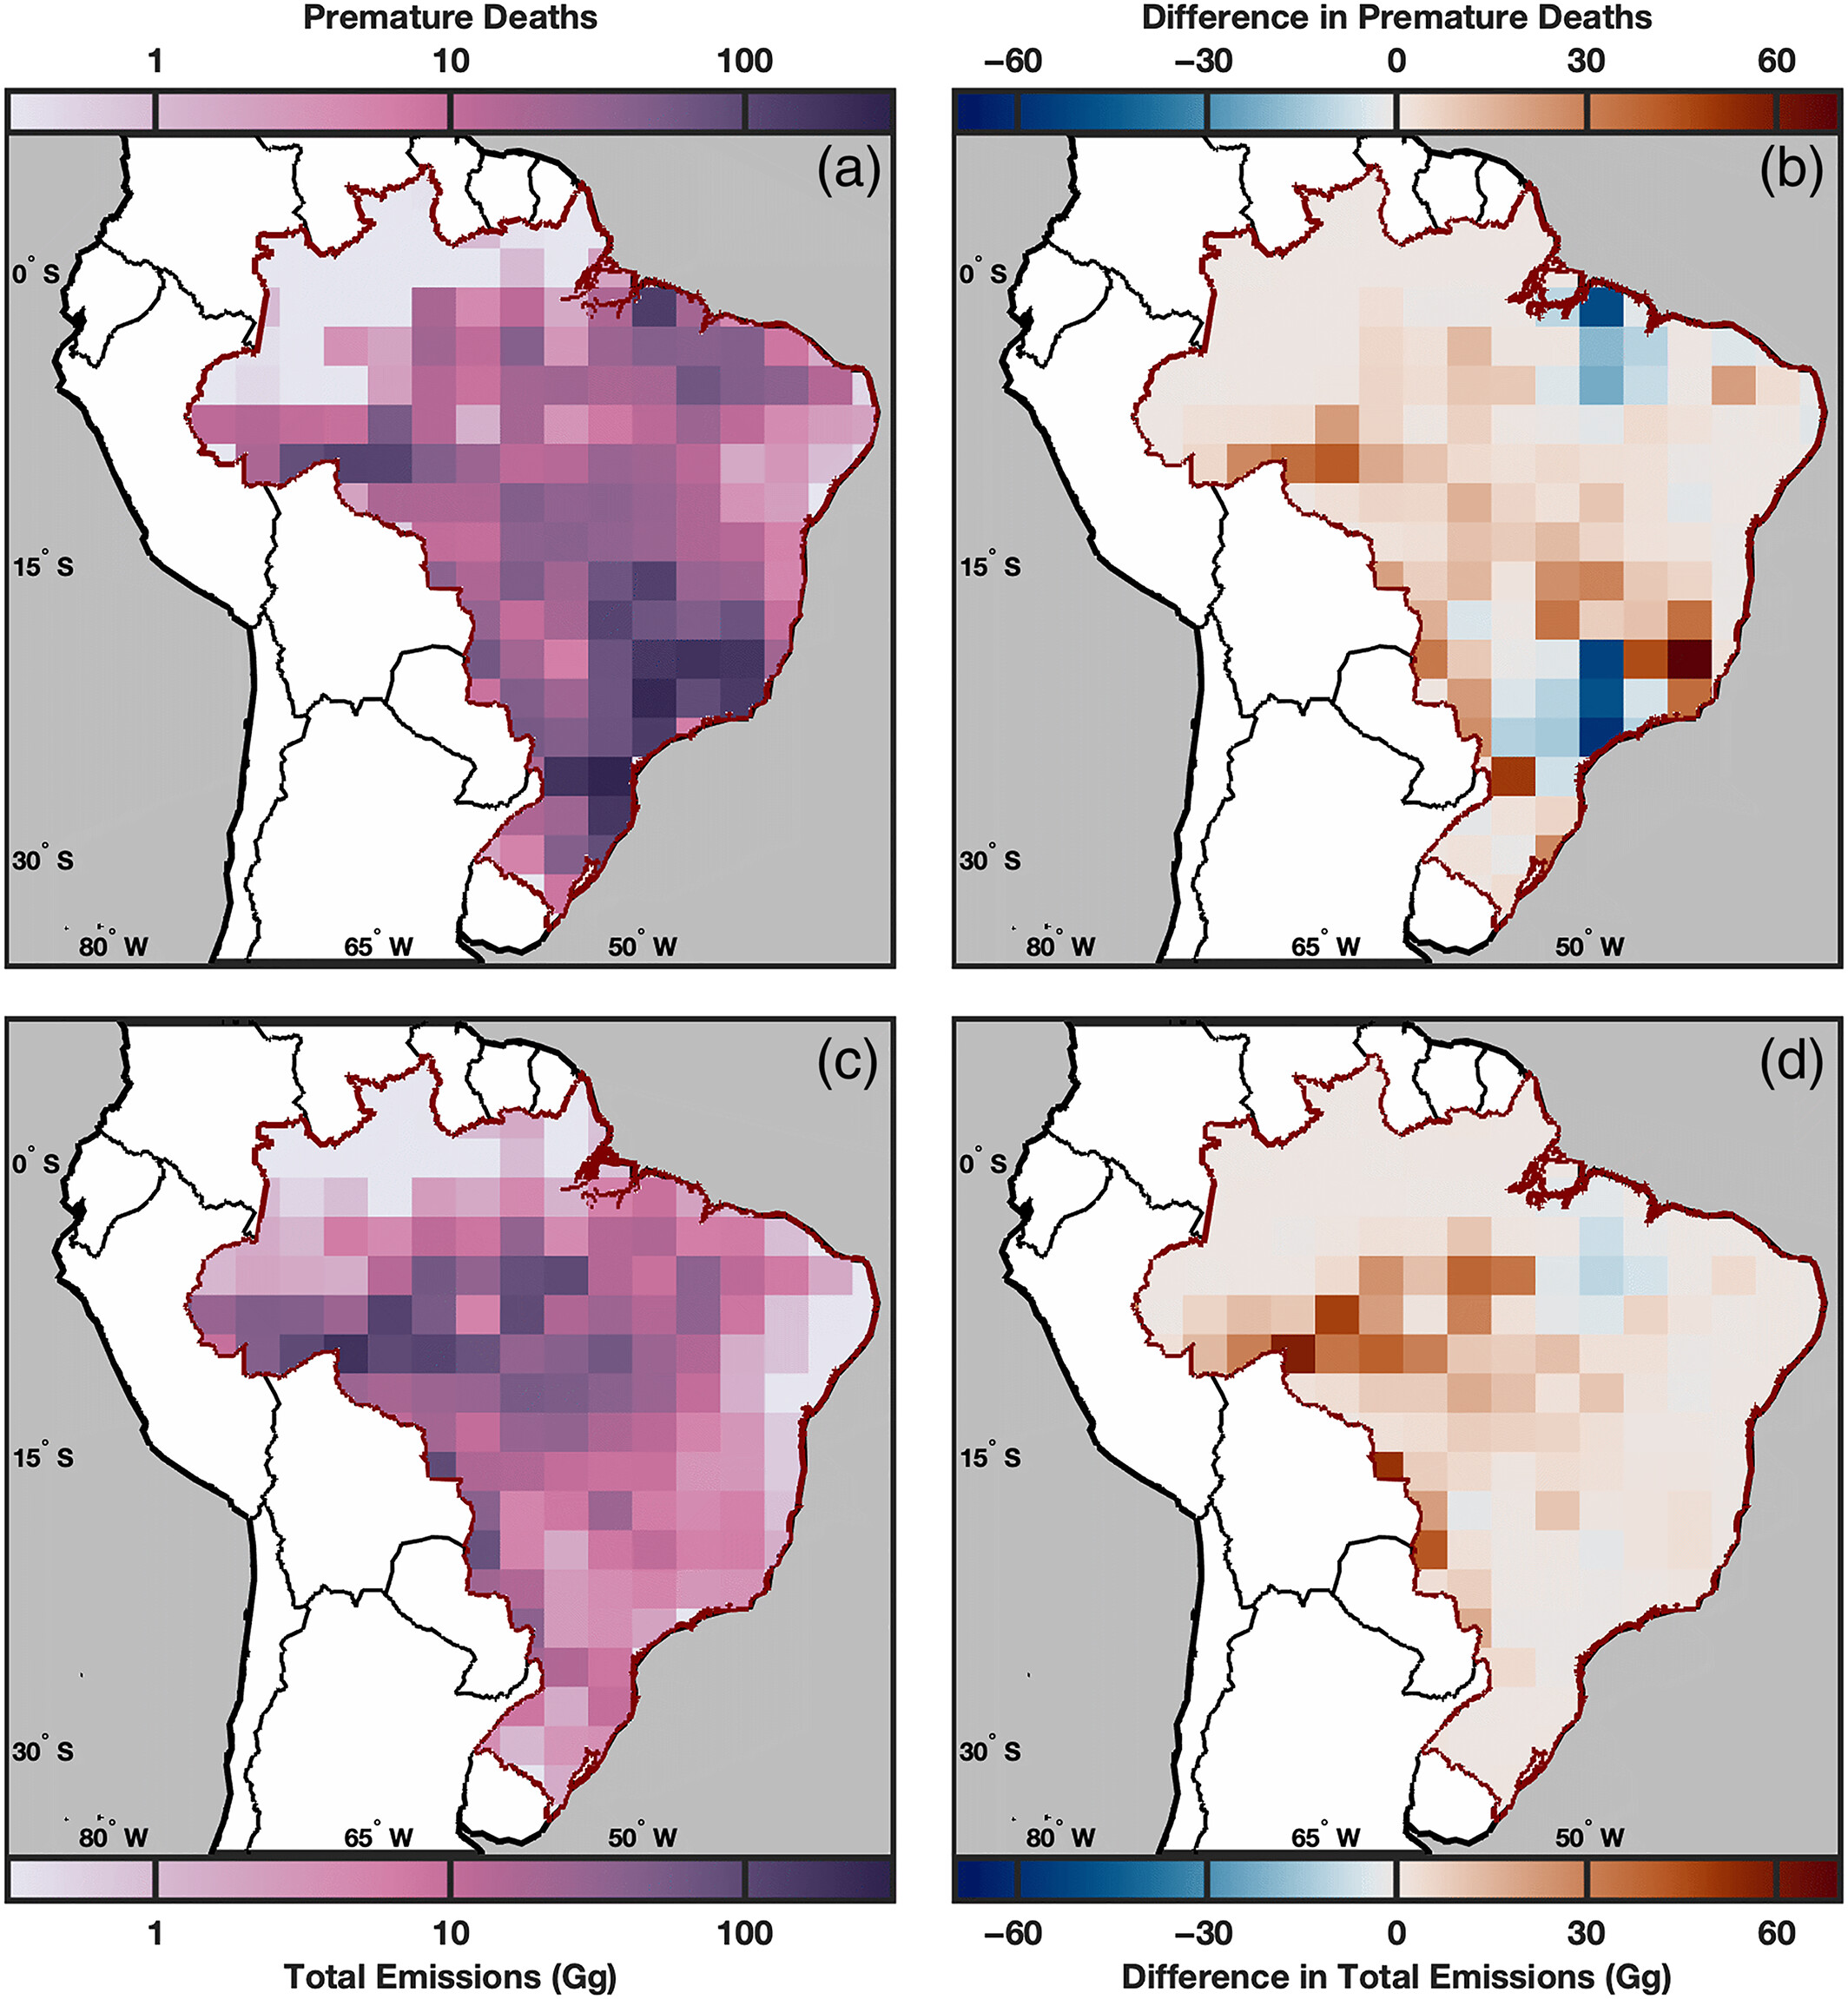 Premature Deaths
1 10 100
Difference in Premature Deaths
−60 −30 0 30 60
(a)
0° S
15° S
30° S
80° W 65° W 50° W
(b)
0° S
15° S
30° S
80° W 65° W 50° W
(c)
0° S
15° S
30° S
80° W 65° W 50° W
1 10 100
Total Emissions (Gg)
(d)
0° S
15° S
30° S
80° W 65° W 50° W
−60 −30 0 30 60
Difference in Total Emissions (Gg)